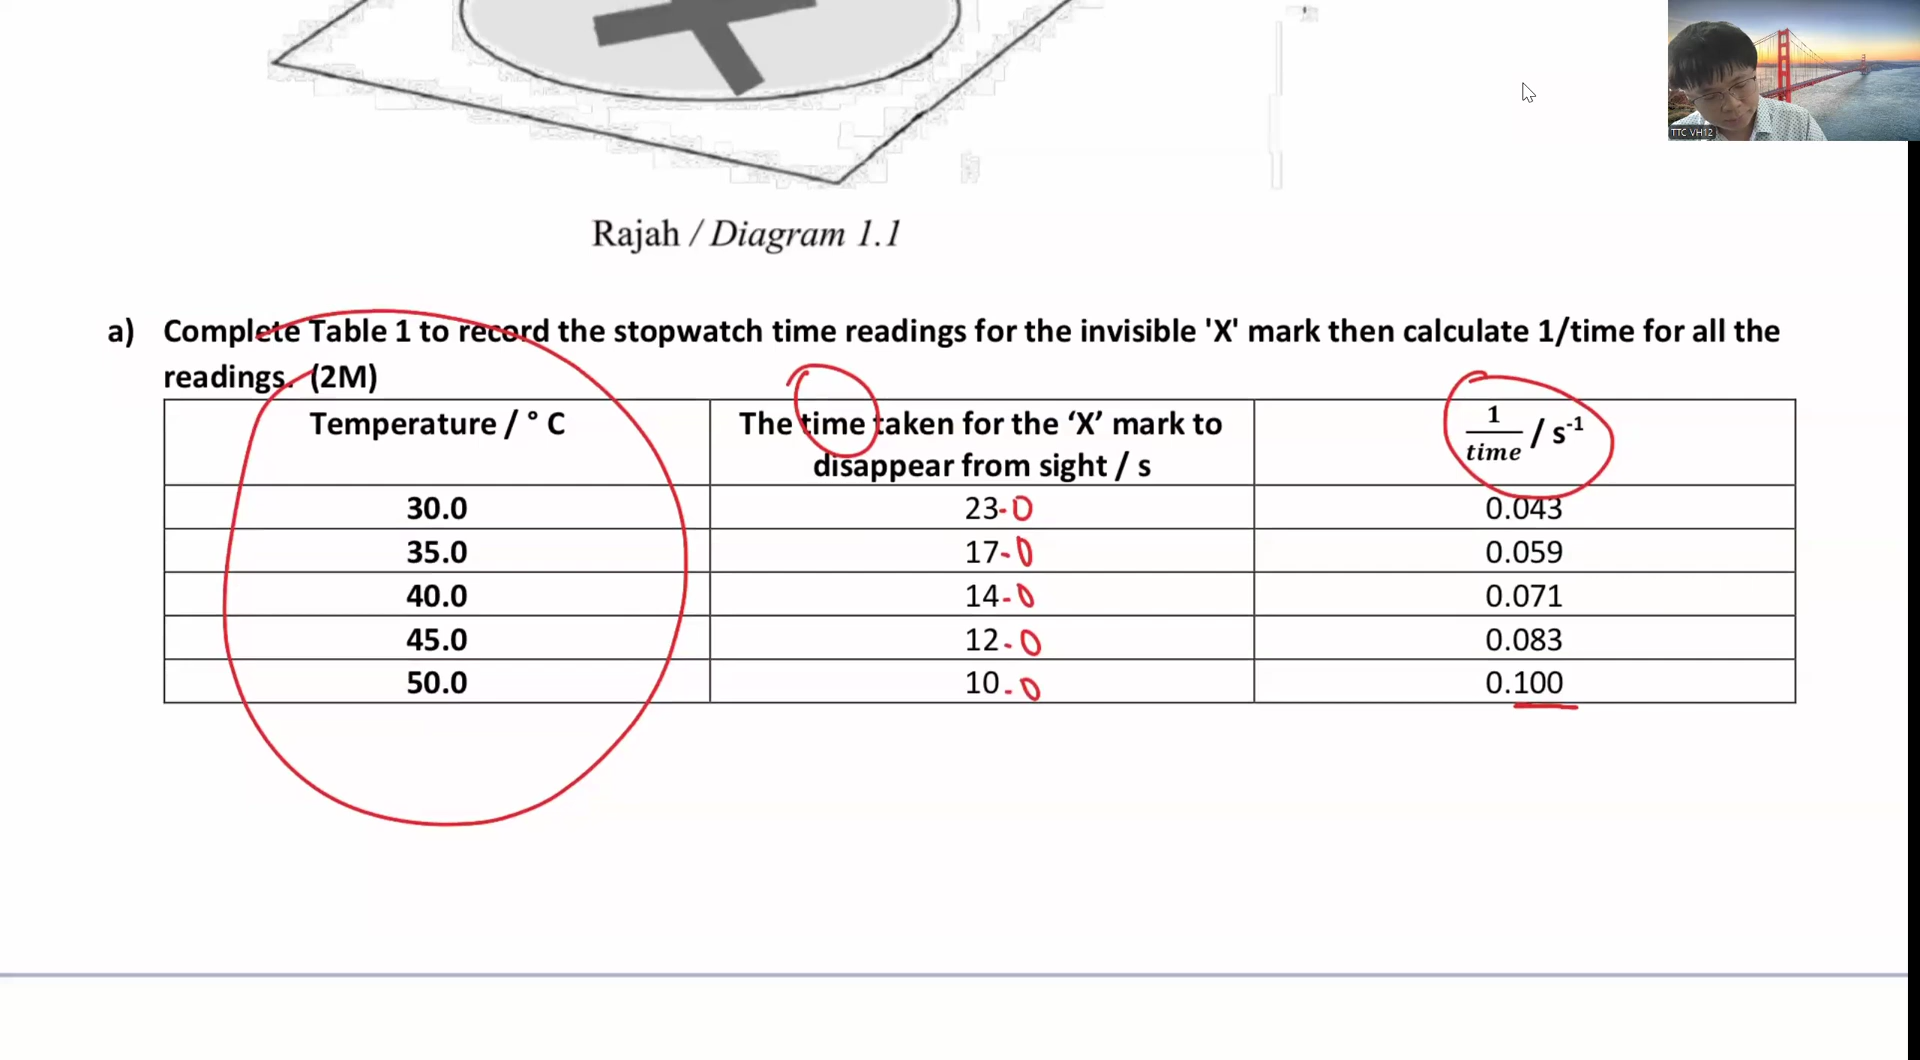 TTC VH12
Rajah / Diagram 1.1
a) Complete Table 1 to record the stopwatch time readings for the invisible 'X' mark then calculate 1/time for all the
readings. (2M)
Temperature / ° C
The time taken for the ‘X’ mark to
disappear from sight / s
1/time / s⁻¹
30.0 23-0 0.043
35.0 17-0 0.059
40.0 14-0 0.071
45.0 12-0 0.083
50.0 10-0 0.100